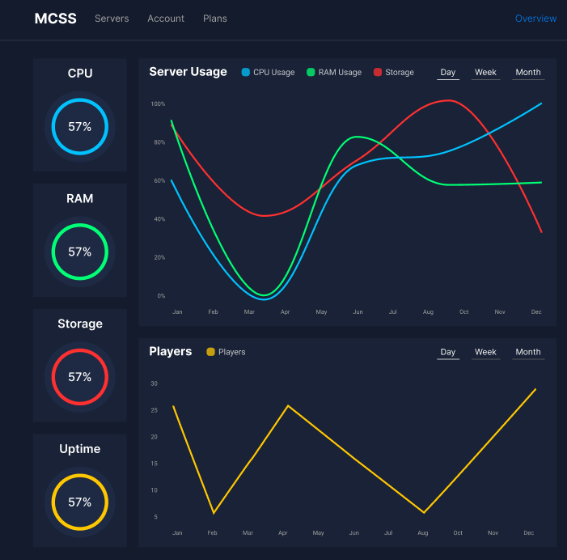 MCSS Servers Account Plans Overview
CPU
57%
RAM
57%
Storage
57%
Uptime
57%
Server Usage CPU Usage RAM Usage Storage Day Week Month
100%
80%
60%
40%
20%
0%
Jan Feb Mar Apr May Jun Jul Aug Oct Nov Dec
Players Players Day Week Month
30
25
20
15
10
5
Jan Feb Mar Apr May Jun Jul Aug Oct Nov Dec